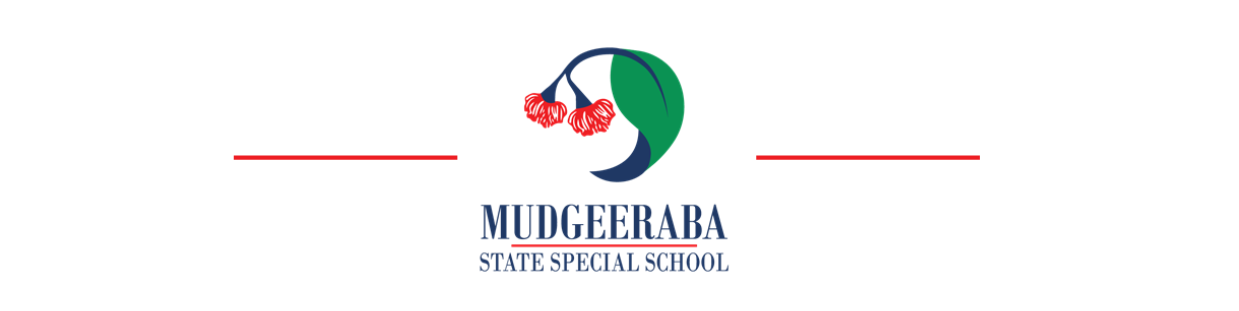 MUDGEERABA
STATE SPECIAL SCHOOL